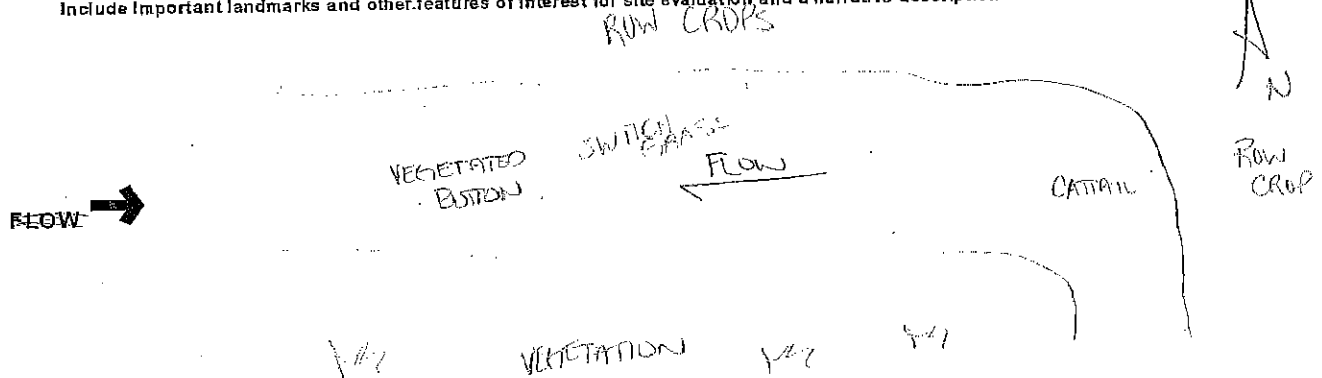 Include Important landmarks and other features of interest for site evaluation and a narrative description
ROW CROPS
N
SWITCH GRASS
VEGETATED
FLOW
ROW
CROP
CATTAIL
FLOW
VEGETATION